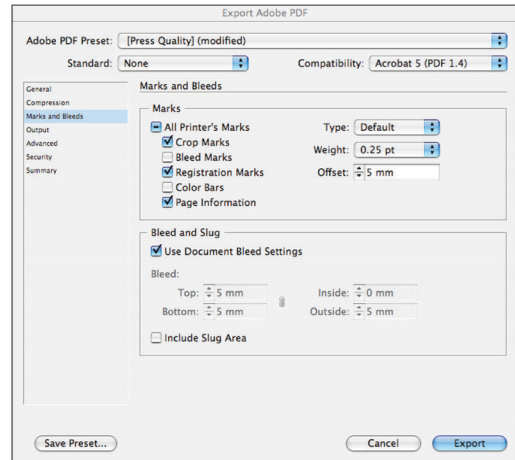 Export Adobe PDF
Adobe PDF Preset: [Press Quality] (modified)
Standard: None Compatibility: Acrobat 5 (PDF 1.4)
General
Compression
Marks and Bleeds
Output
Advanced
Security
Summary
Marks and Bleeds
Marks
All Printer's Marks
Crop Marks
Bleed Marks
Registration Marks
Color Bars
Page Information
Type: Default
Weight: 0.25 pt
Offset: 5 mm
Bleed and Slug
Use Document Bleed Settings
Bleed:
Top: 5 mm Inside: 0 mm
Bottom: 5 mm Outside: 5 mm
Include Slug Area
Save Preset... Cancel Export